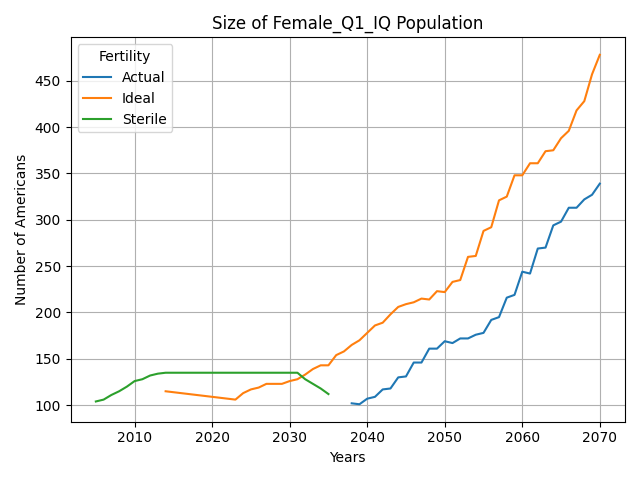 Size of Female_Q1_IQ Population
Fertility
Actual
Ideal
Sterile
Number of Americans
450
400
350
300
250
200
150
100
2010 2020 2030 2040 2050 2060 2070
Years